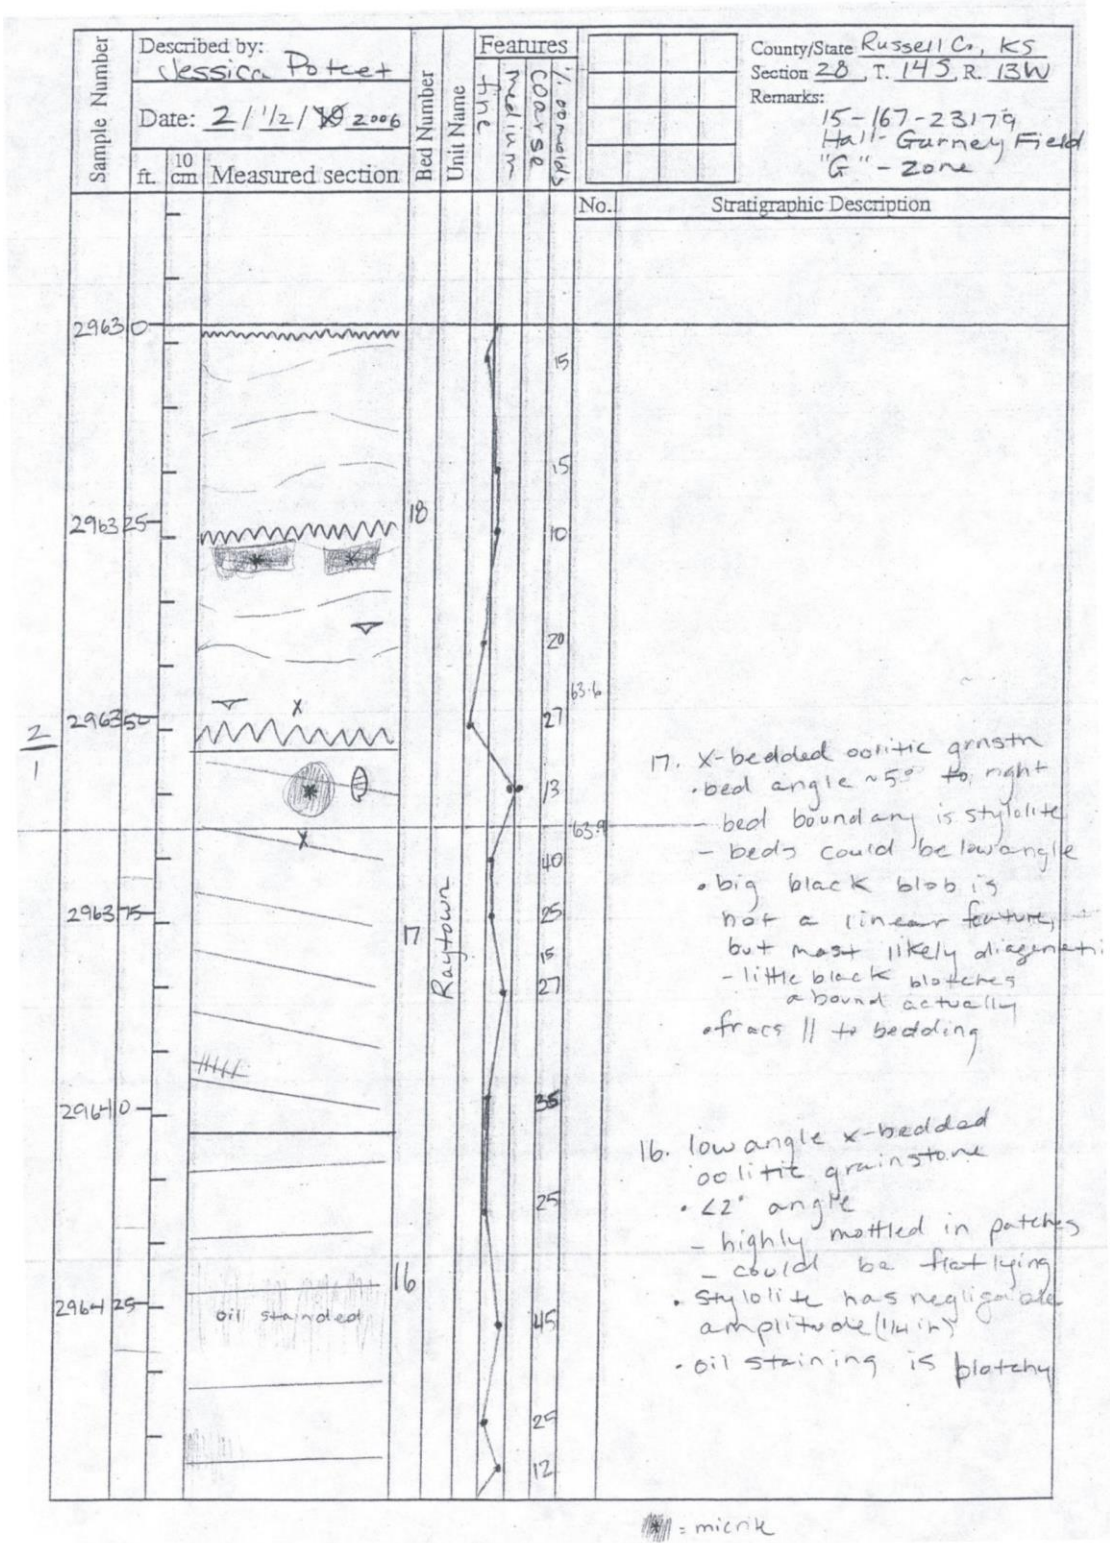 Sample Number
Described by:
Jessica Poteet
Date: 2 / 1/2 / 2006
ft.
10
cm
Measured section
Bed Number
Unit Name
Features
fine
medium
coarse
% oomolds
County/State Russell Co., KS
Section 28, T. 14S, R. 13W
Remarks:
15-167-23179
Hall-Gurney Field
"G" - zone
No.
Stratigraphic Description
2963 0
15
15
18
2963 25
10
20
63.6
2963 50
27
2
1
13
63.9
40
2963 75
25
17
15
Raytown
27
2964 0
35
25
16
2964 25
oil stainded
45
25
12
17. X-bedded oolitic grnstn
• bed angle ~5° to right
- bed boundary is stylolite
- beds could be low angle
• big black blob is
not a linear feature,
but most likely diageneti
- little black blotches
abound actually
• fracs || to bedding
16. low angle x-bedded
oolitic grainstone
• <2° angle
- highly mottled in patches
- could be flat lying
• stylolite has negligable
amplitude (1/4 in)
• oil staining is blotchy
* = micrite